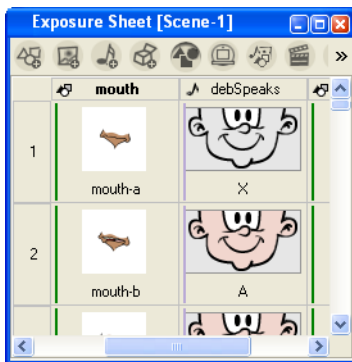 Exposure Sheet [Scene-1]
»
mouth debSpeaks
1
mouth-a X
2
mouth-b A